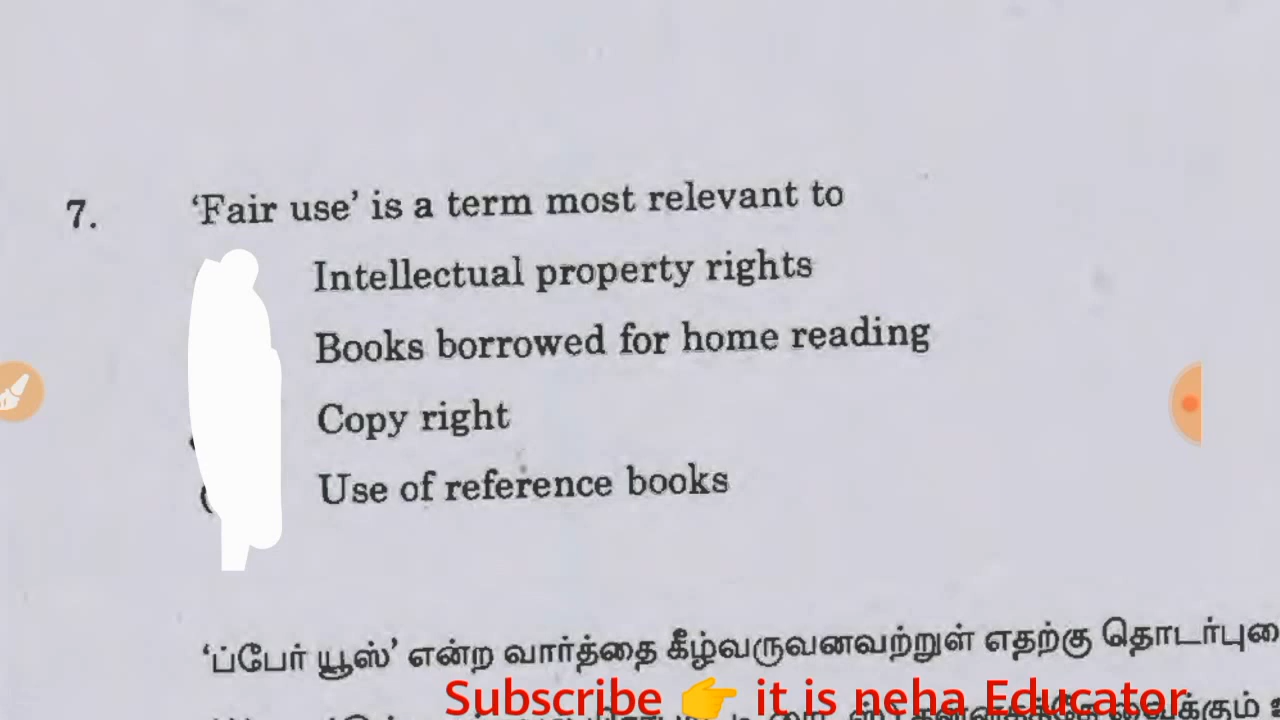 7. ‘Fair use’ is a term most relevant to
Intellectual property rights
Books borrowed for home reading
Copy right
Use of reference books
‘ப்பேர் யூஸ்’ என்ற வார்த்தை கீழ்வருவனவற்றுள் எதற்கு
Subscribe 👉 it is neha Educator